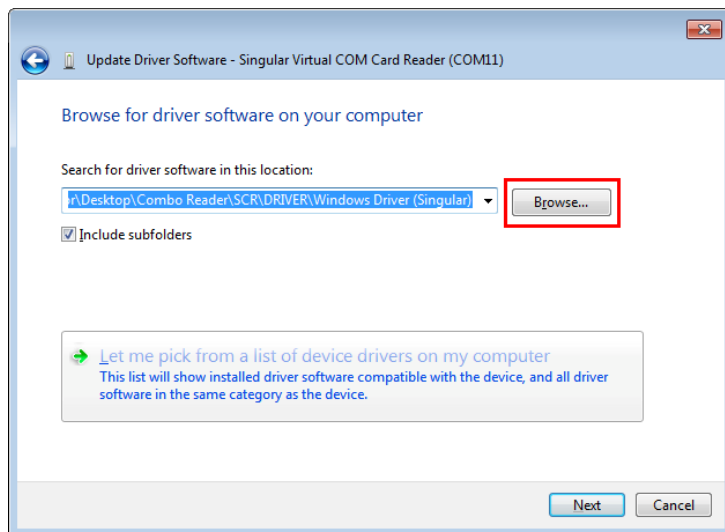 Update Driver Software - Singular Virtual COM Card Reader (COM11)
Browse for driver software on your computer
Search for driver software in this location:
r\Desktop\Combo Reader\SCR\DRIVER\Windows Driver (Singular)
Browse...
Include subfolders
Let me pick from a list of device drivers on my computer
This list will show installed driver software compatible with the device, and all driver
software in the same category as the device.
Next
Cancel